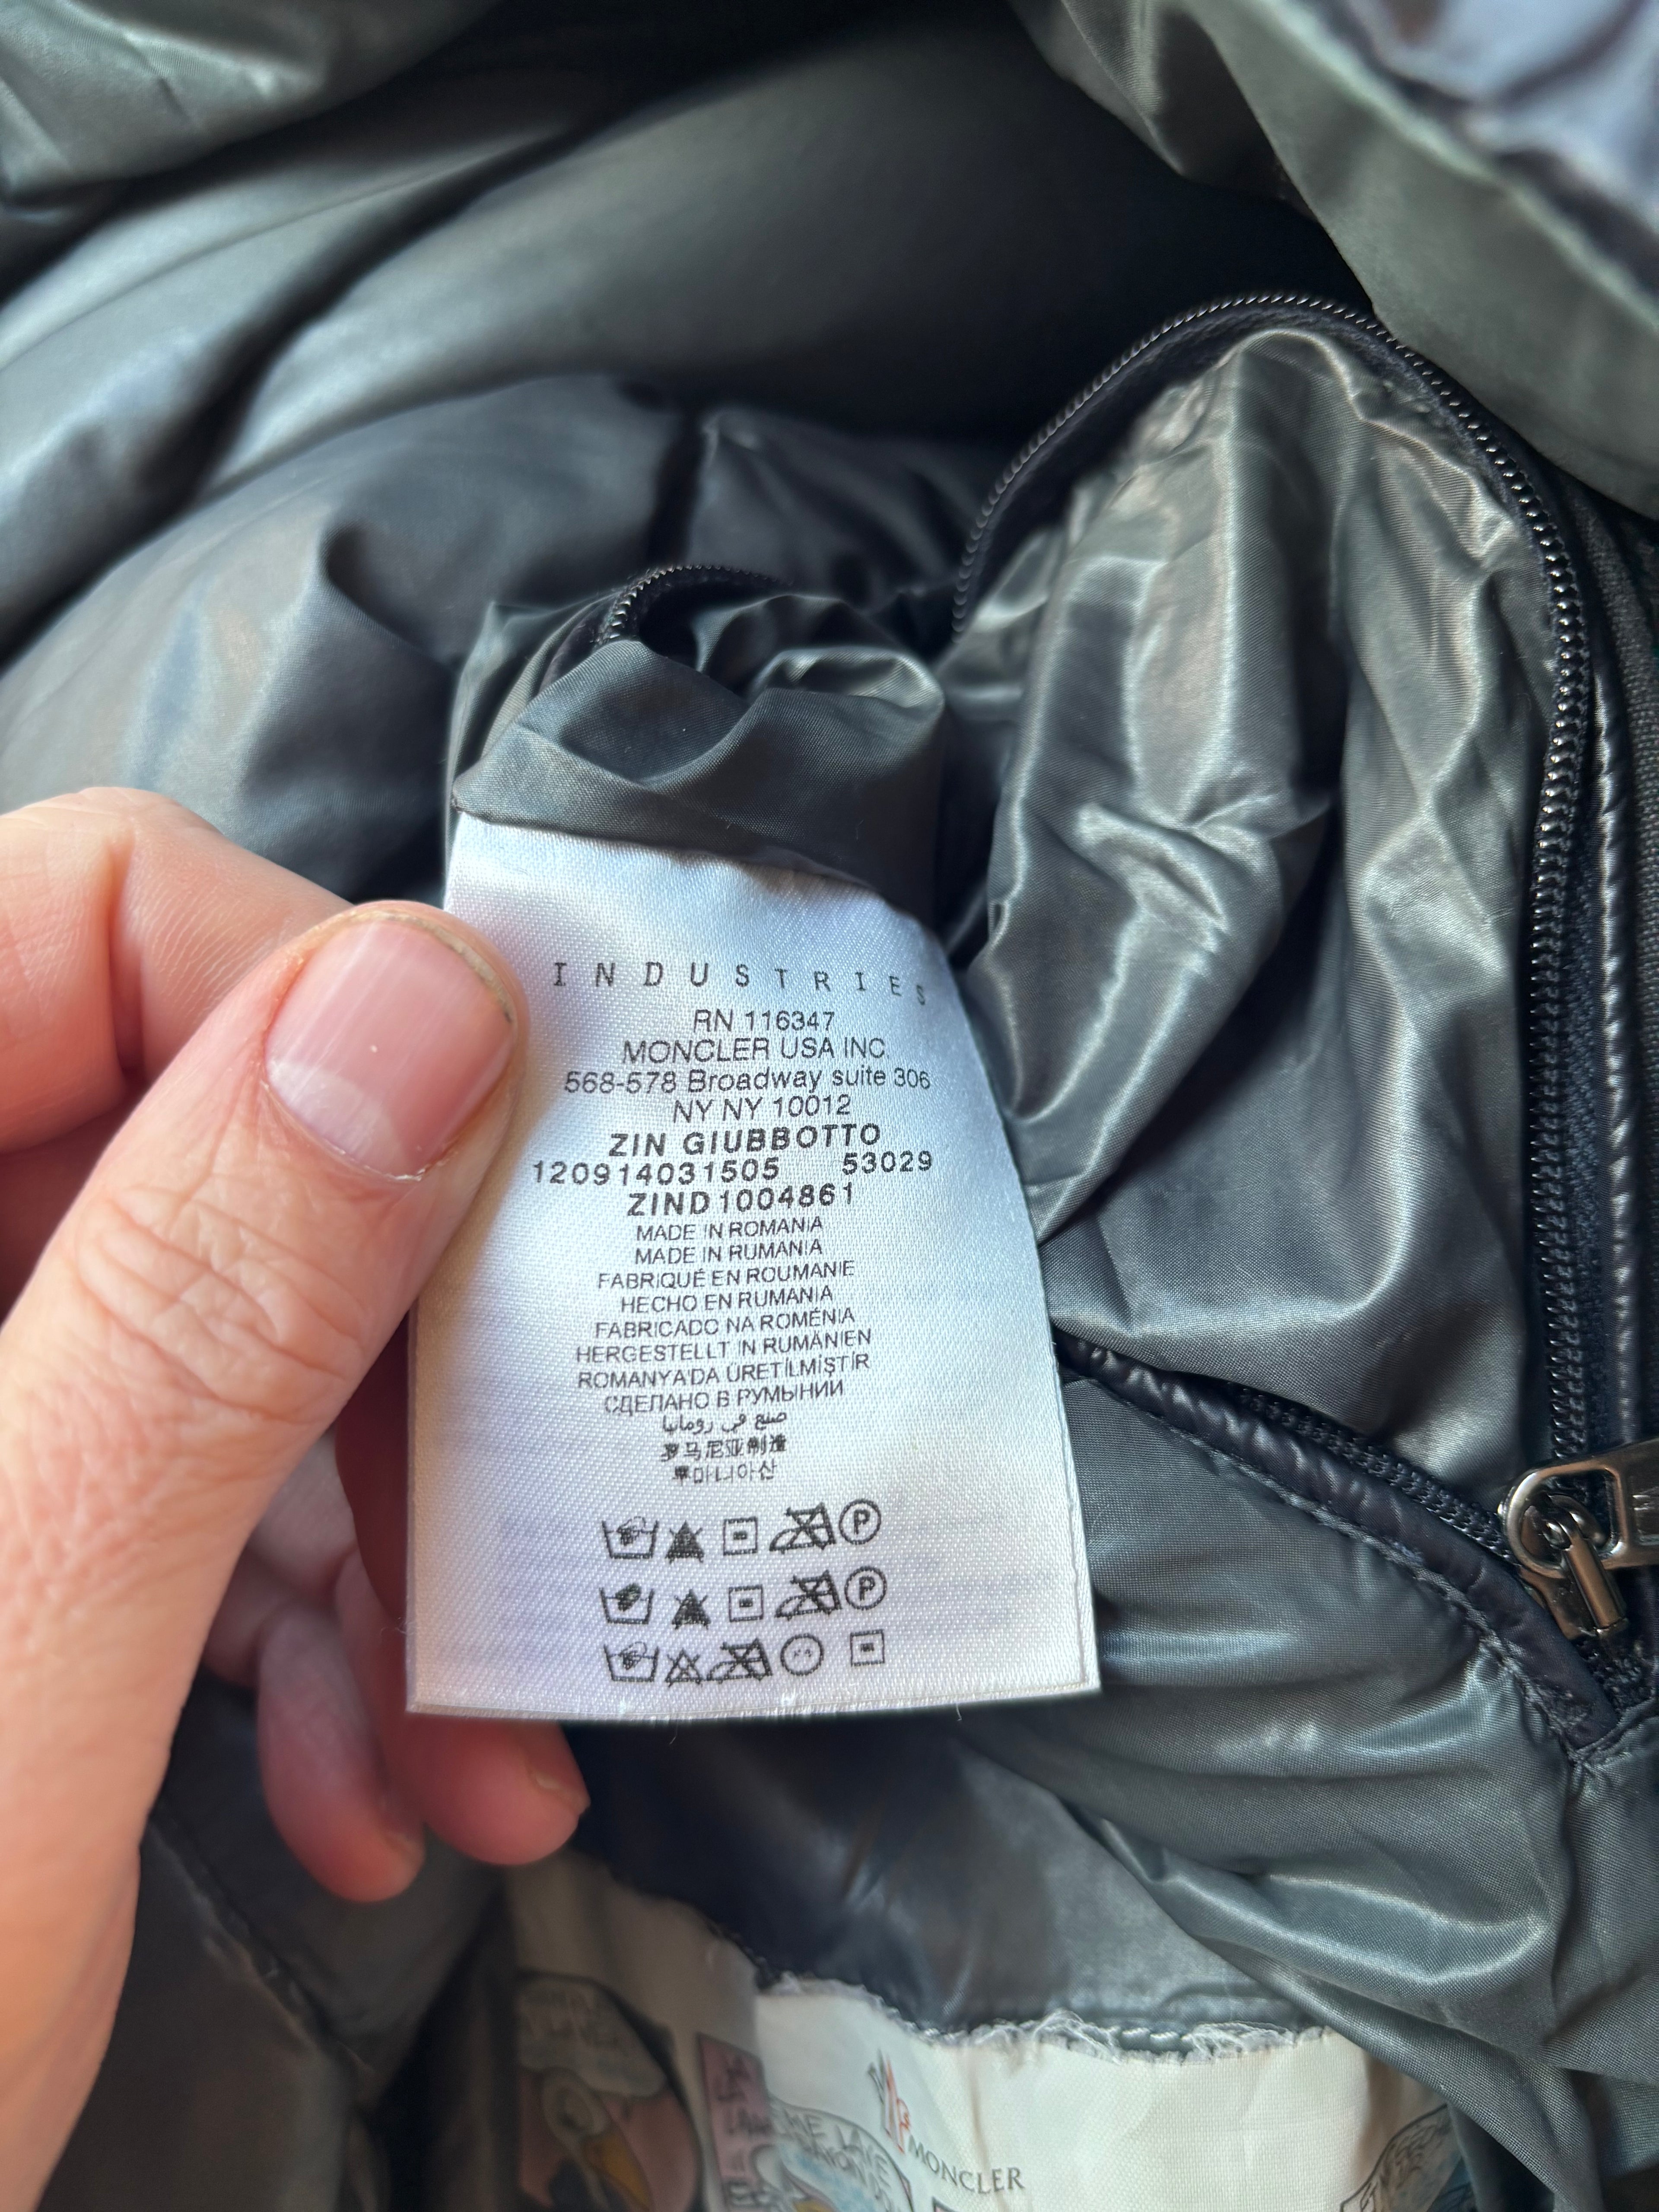 INDUSTRIES
RN 116347
MONCLER USA INC
568-578 Broadway suite 306
NY NY 10012
ZIN GIUBBOTTO
120914031505 53029
ZIND1004861
MADE IN ROMANIA
MADE IN RUMANIA
FABRIQUÉ EN ROUMANIE
HECHO EN RUMANIA
FABRICADO NA ROMÉNIA
HERGESTELLT IN RUMÄNIEN
ROMANYA'DA ÜRETİLMİŞTİR
СДЕЛАНО В РУМЫНИИ
صنع في رومانيا
罗马尼亚制造
루마니아산
P
P
MONCLER